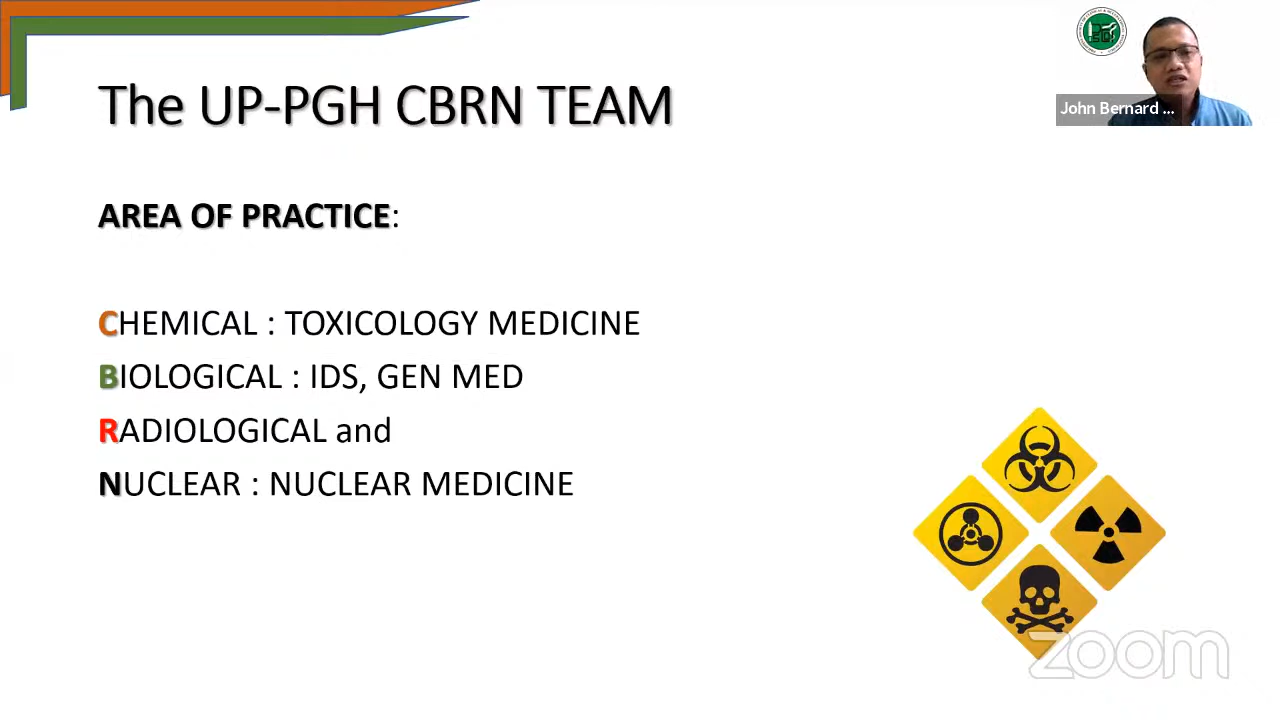 The UP-PGH CBRN TEAM
John Bernard ...
AREA OF PRACTICE:
CHEMICAL : TOXICOLOGY MEDICINE
BIOLOGICAL : IDS, GEN MED
RADIOLOGICAL and
NUCLEAR : NUCLEAR MEDICINE
zoom